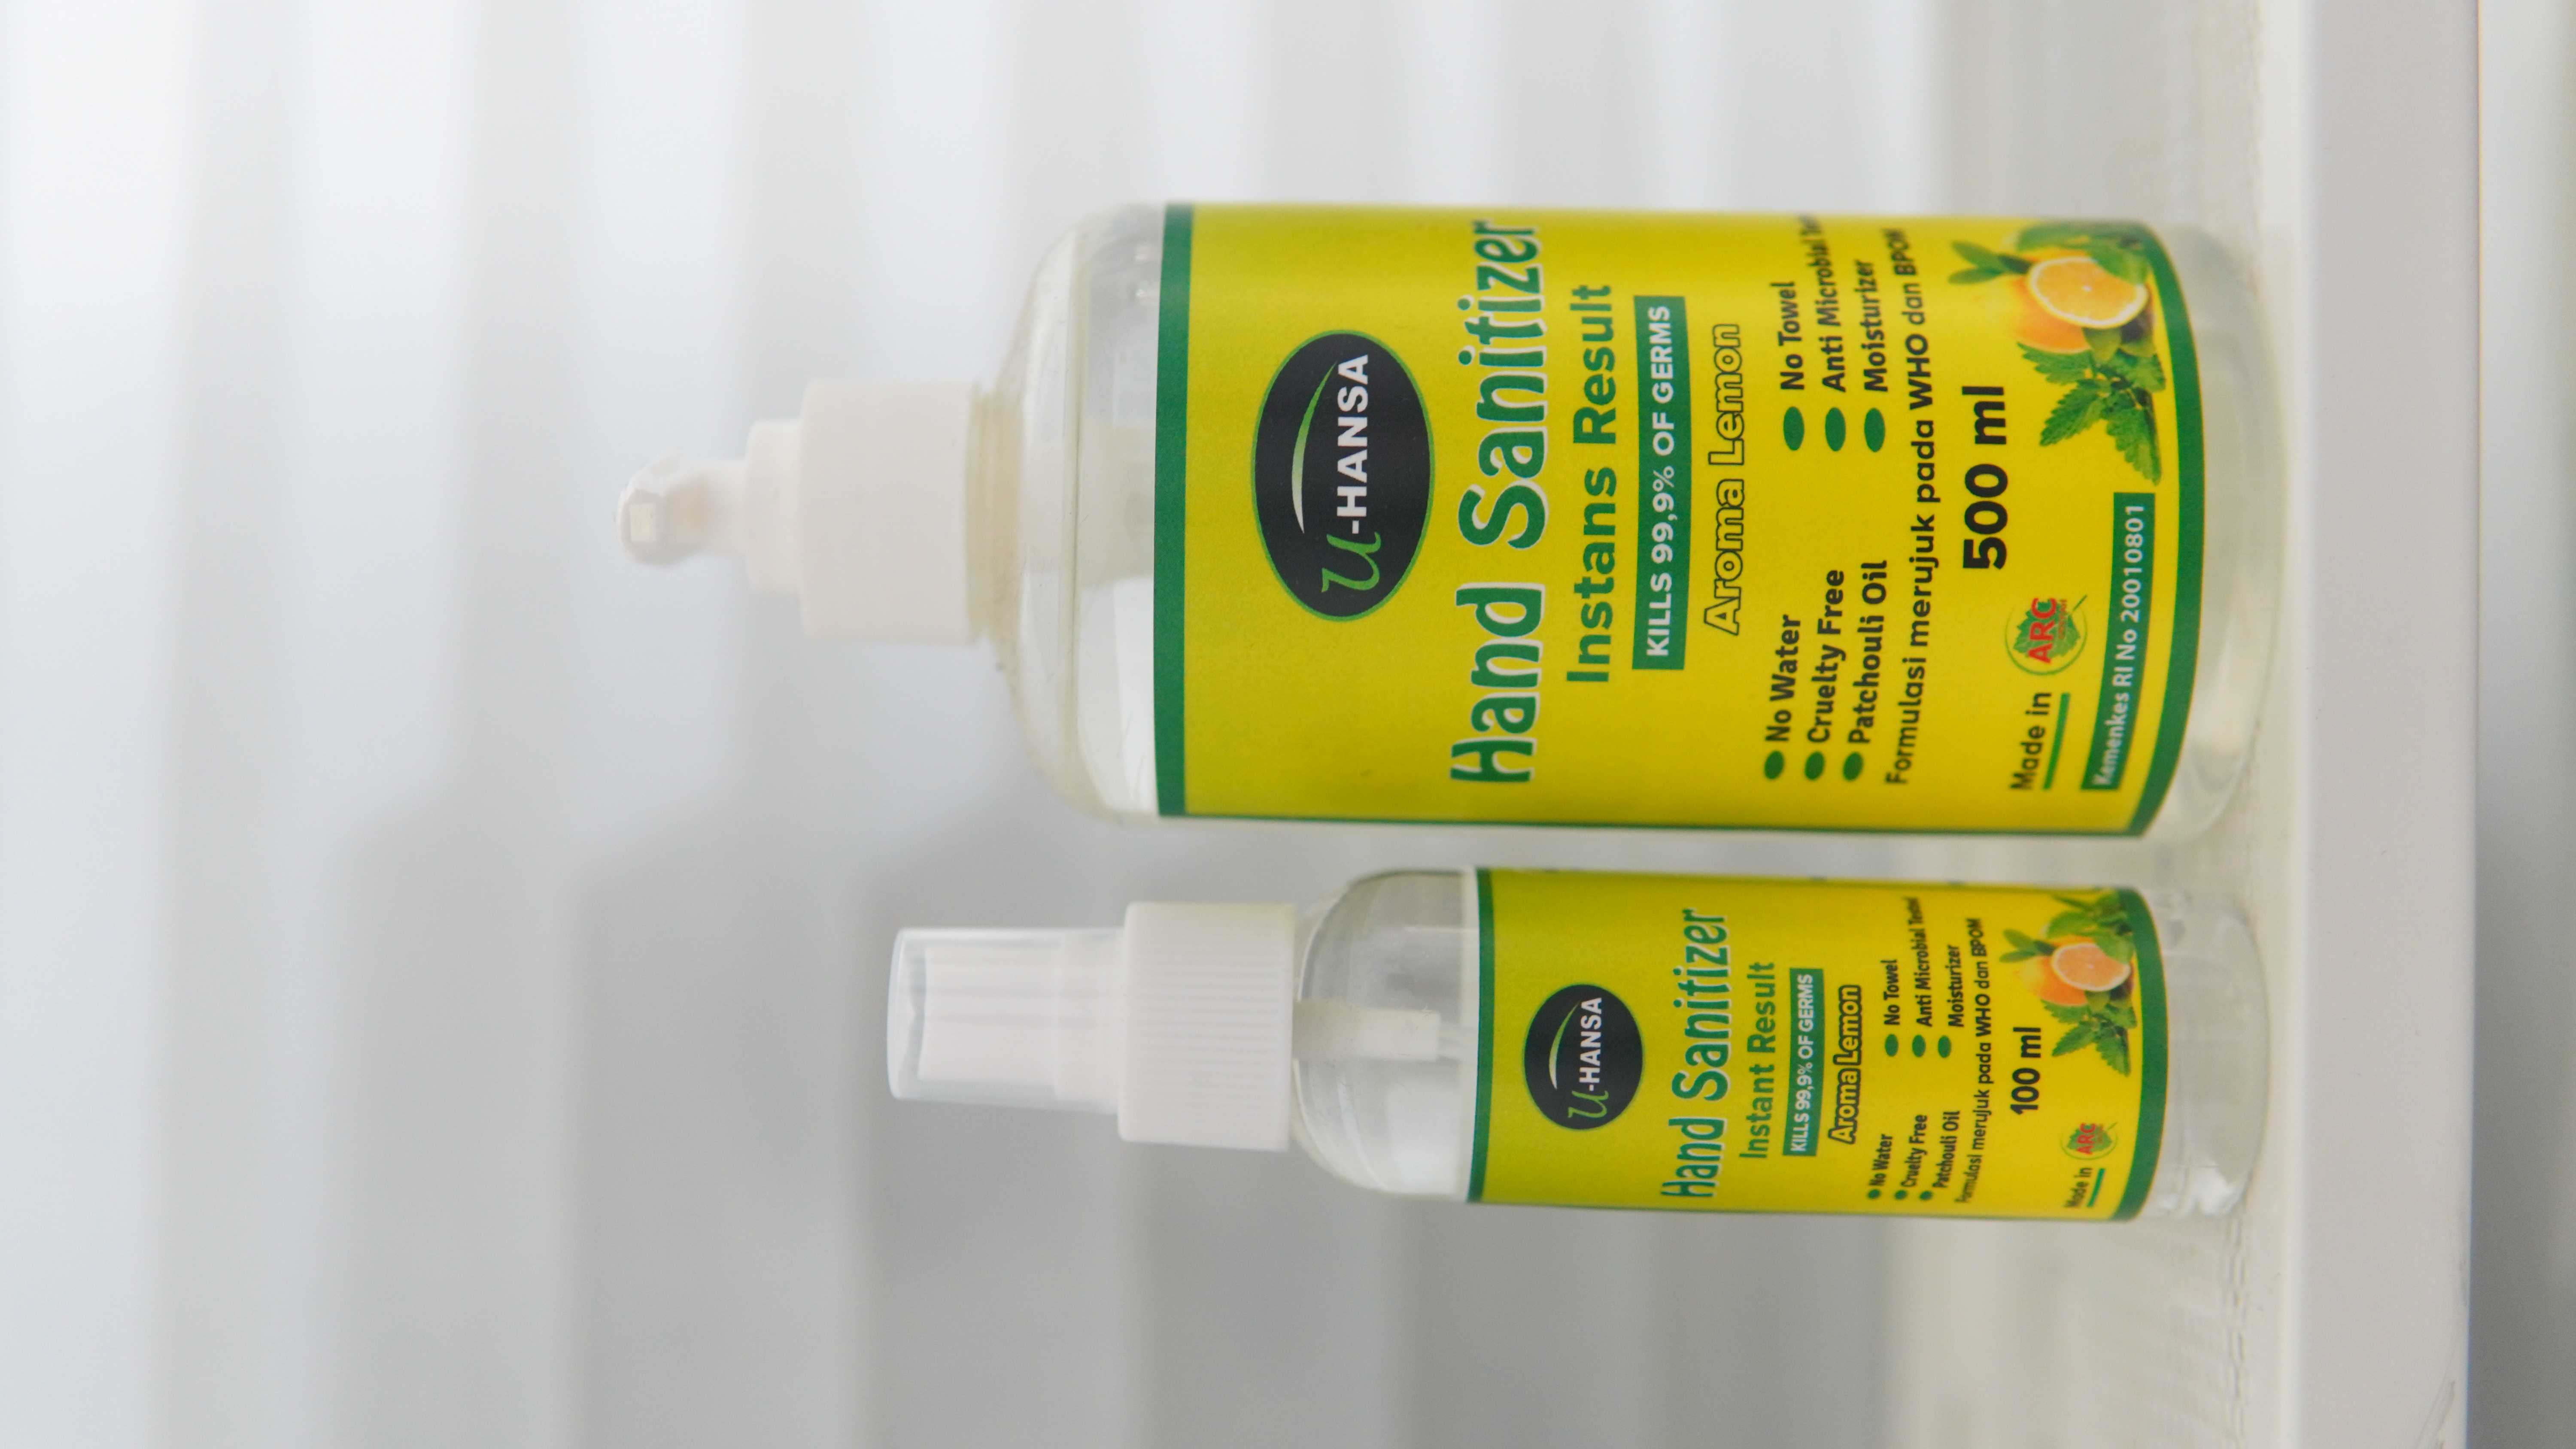 U-HANSA
Hand Sanitizer
Instant Result
KILLS 99,9% OF GERMS
Aroma Lemon
No Water
Cruelty Free
Patchouli Oil
No Towel
Anti Microbial Tested
Moisturizer
Formulasi merujuk pada WHO dan BPOM
100 ml
Made in
ARC
U-HANSA
Hand Sanitizer
Instans Result
KILLS 99,9% OF GERMS
Aroma Lemon
No Water
Cruelty Free
Patchouli Oil
No Towel
Anti Microbial
Moisturizer
Formulasi merujuk pada WHO dan BPOM
500 ml
Made in
ARC
Kemenkes RI No 20010801